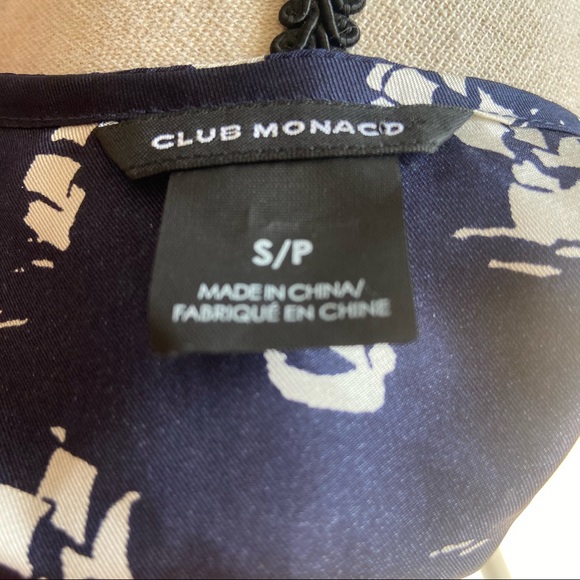 CLUB MONACO
S/P
MADE IN CHINA/
FABRIQUÉ EN CHINE